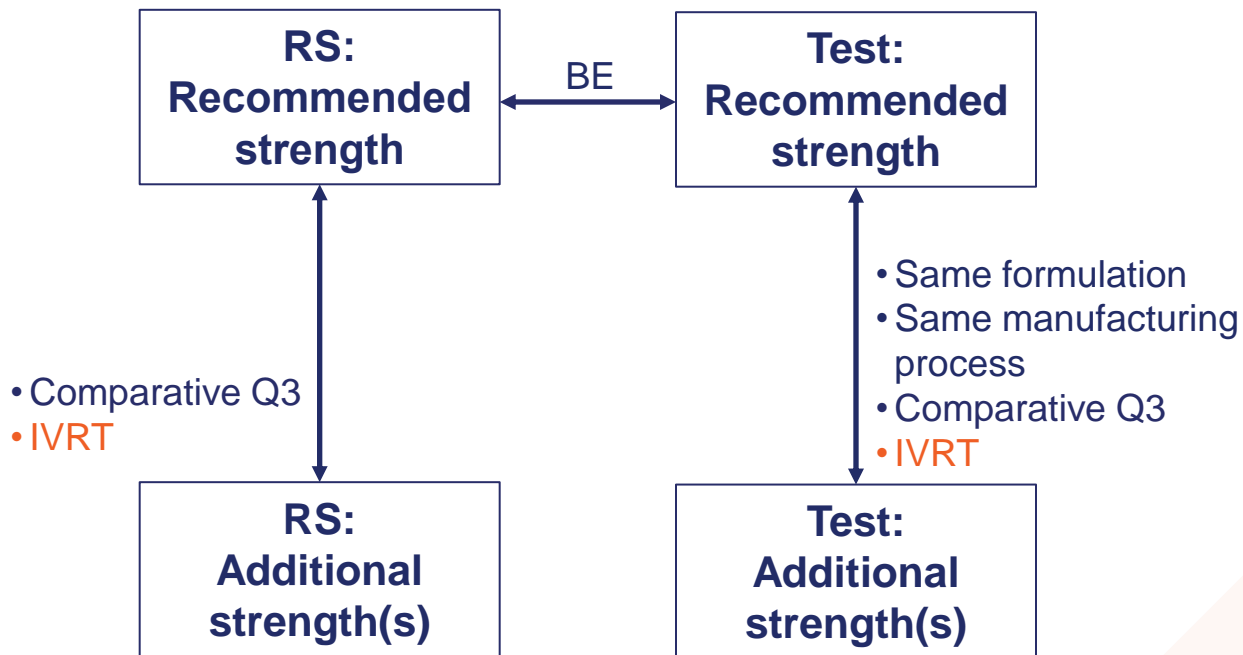 RS:
Recommended
strength
BE
Test:
Recommended
strength
• Comparative Q3
• IVRT
• Same formulation
• Same manufacturing
process
• Comparative Q3
• IVRT
RS:
Additional
strength(s)
Test:
Additional
strength(s)